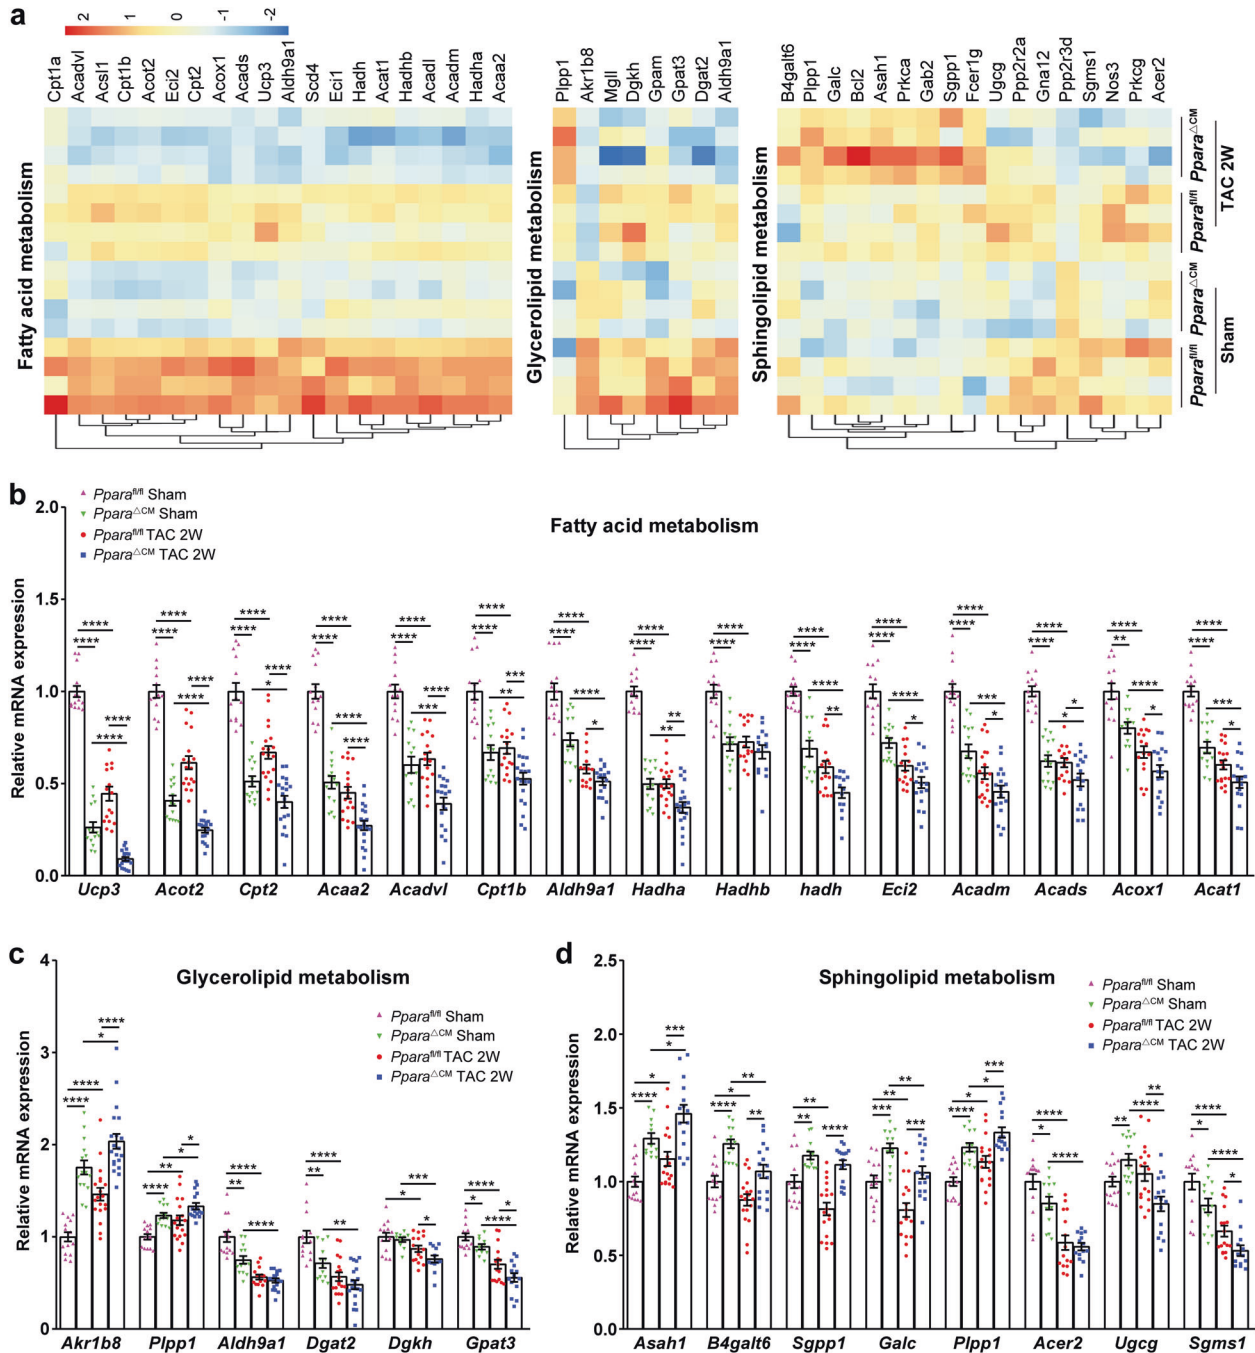 a
2 1 0 -1 -2
Cpt1a Acadvl Acsl1 Cpt1b Acot2 Eci2 Cpt2 Acox1 Acads Ucp3 Aldh9a1 Scd4 Eci1 Hadh Acat1 Hadhb Acadl Acadm Hadha Acaa2
Fatty acid metabolism
Plpp1 Akr1b8 Mgll Dgkh Gpam Gpat3 Dgat2 Aldh9a1
Glycerolipid metabolism
B4galt6 Plpp1 Galc Bcl2 Asah1 Prkca Gab2 Sgpp1 Fcer1g Ugcg Ppp2r2a Gna12 Ppp2r3d Sgms1 Nos3 Prkcg Acer2
Sphingolipid metabolism
Ppara△CM
Pparafl/fl
TAC 2W
Ppara△CM
Pparafl/fl
Sham
b
Pparafl/fl Sham
Ppara△CM Sham
Pparafl/fl TAC 2W
Ppara△CM TAC 2W
Fatty acid metabolism
Relative mRNA expression
2.0
1.5
1.0
0.5
0.0
Ucp3 Acot2 Cpt2 Acaa2 Acadvl Cpt1b Aldh9a1 Hadha Hadhb hadh Eci2 Acadm Acads Acox1 Acat1
c
Glycerolipid metabolism
Pparafl/fl Sham
Ppara△CM Sham
Pparafl/fl TAC 2W
Ppara△CM TAC 2W
Relative mRNA expression
4
3
2
1
0
Akr1b8 Plpp1 Aldh9a1 Dgat2 Dgkh Gpat3
d
Sphingolipid metabolism
Pparafl/fl Sham
Ppara△CM Sham
Pparafl/fl TAC 2W
Ppara△CM TAC 2W
Relative mRNA expression
2.5
2.0
1.5
1.0
0.5
0.0
Asah1 B4galt6 Sgpp1 Galc Plpp1 Acer2 Ugcg Sgms1